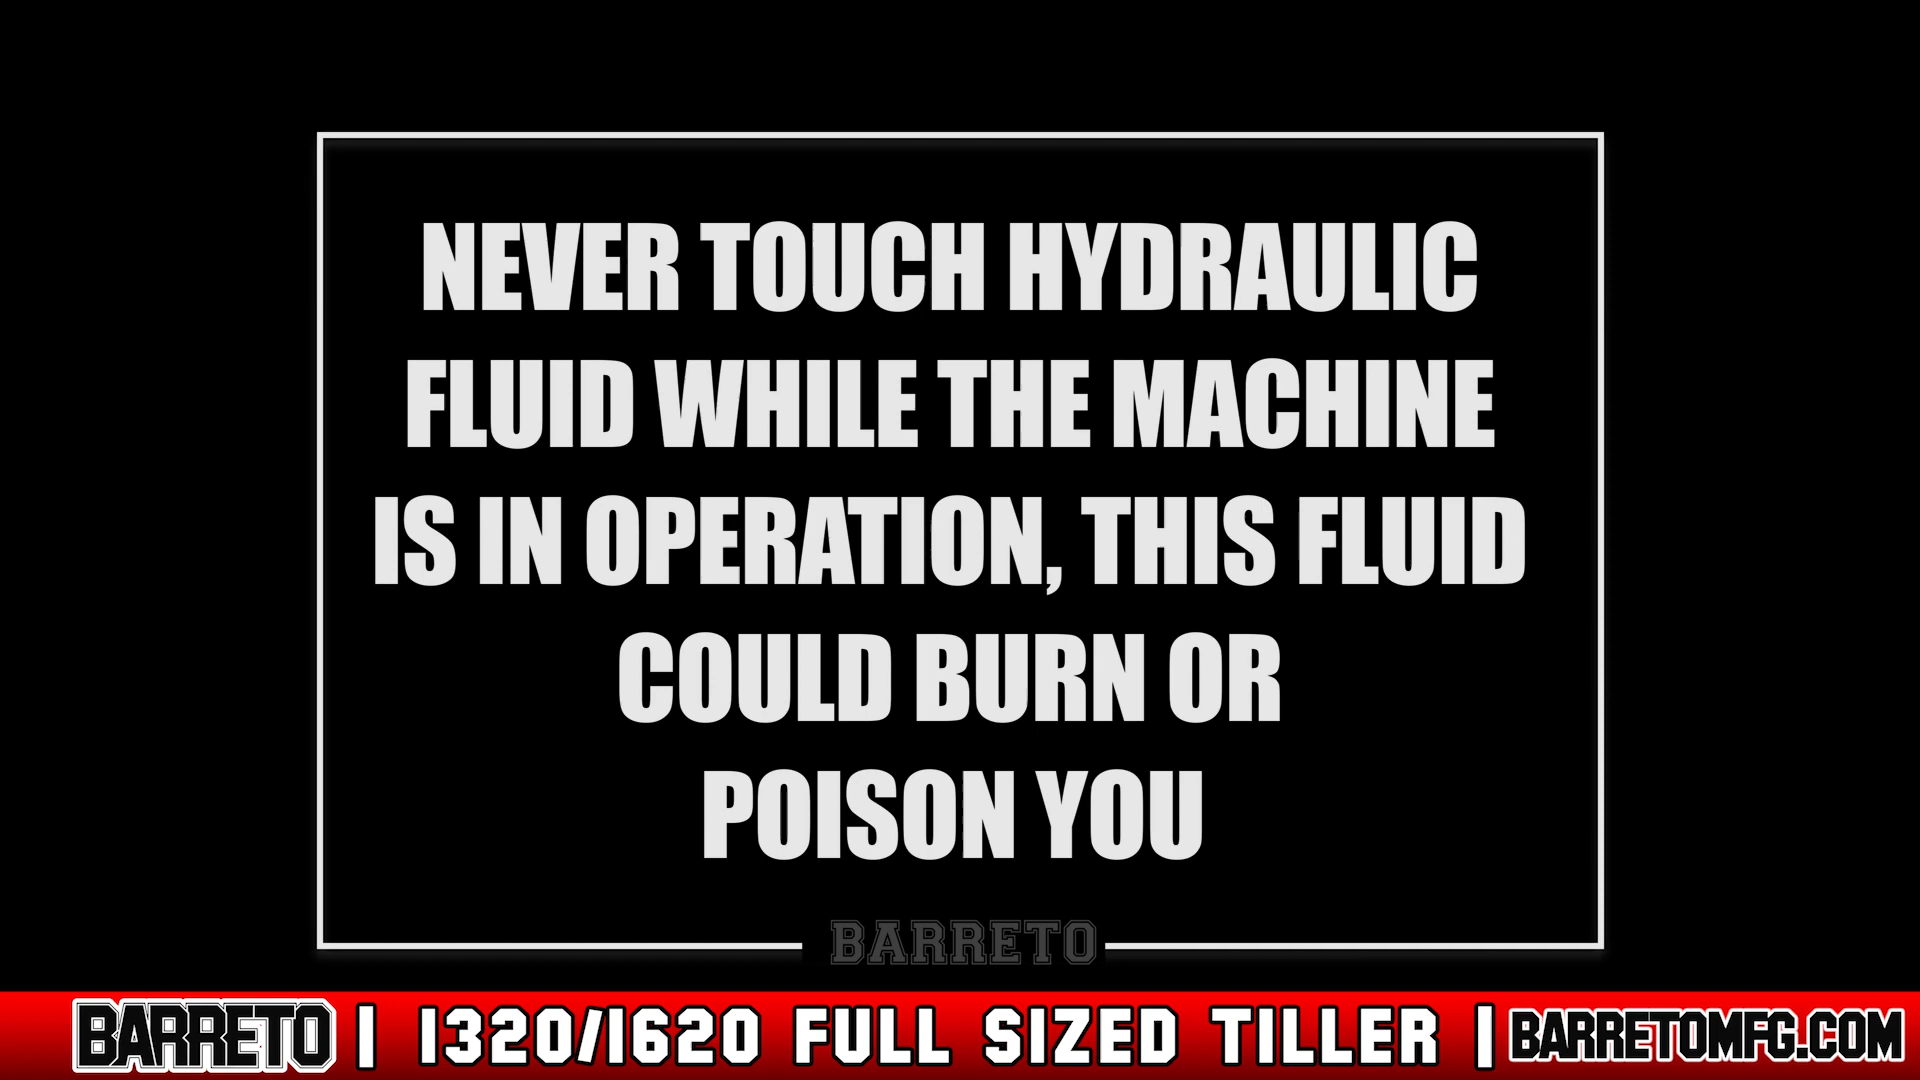 NEVER TOUCH HYDRAULIC
FLUID WHILE THE MACHINE
IS IN OPERATION, THIS FLUID
COULD BURN OR
POISON YOU
BARRETO
BARRETO | 1320/1620 FULL SIZED TILLER | BARRETOMFG.COM